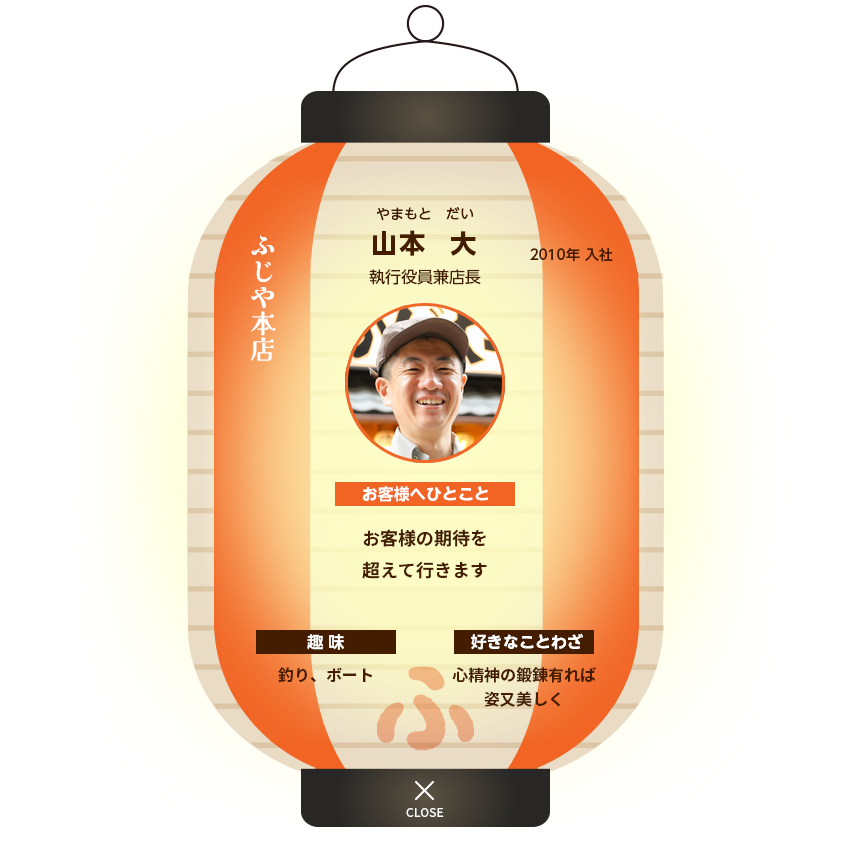 やまもと　だい
山本　大
執行役員兼店長
2010年 入社
ふじや本店
お客様へひとこと
お客様の期待を
超えて行きます
趣 味
釣り、ボート
好きなことわざ
心精神の鍛錬有れば
姿又美しく
ふ
CLOSE